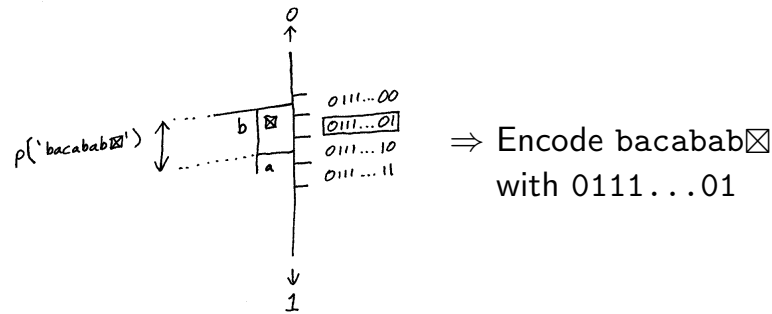 0
0111...00
b ☒
0111...01
p('bacabab☒')
0111...10
a
0111...11
1
⇒ Encode bacabab☒
with 0111...01